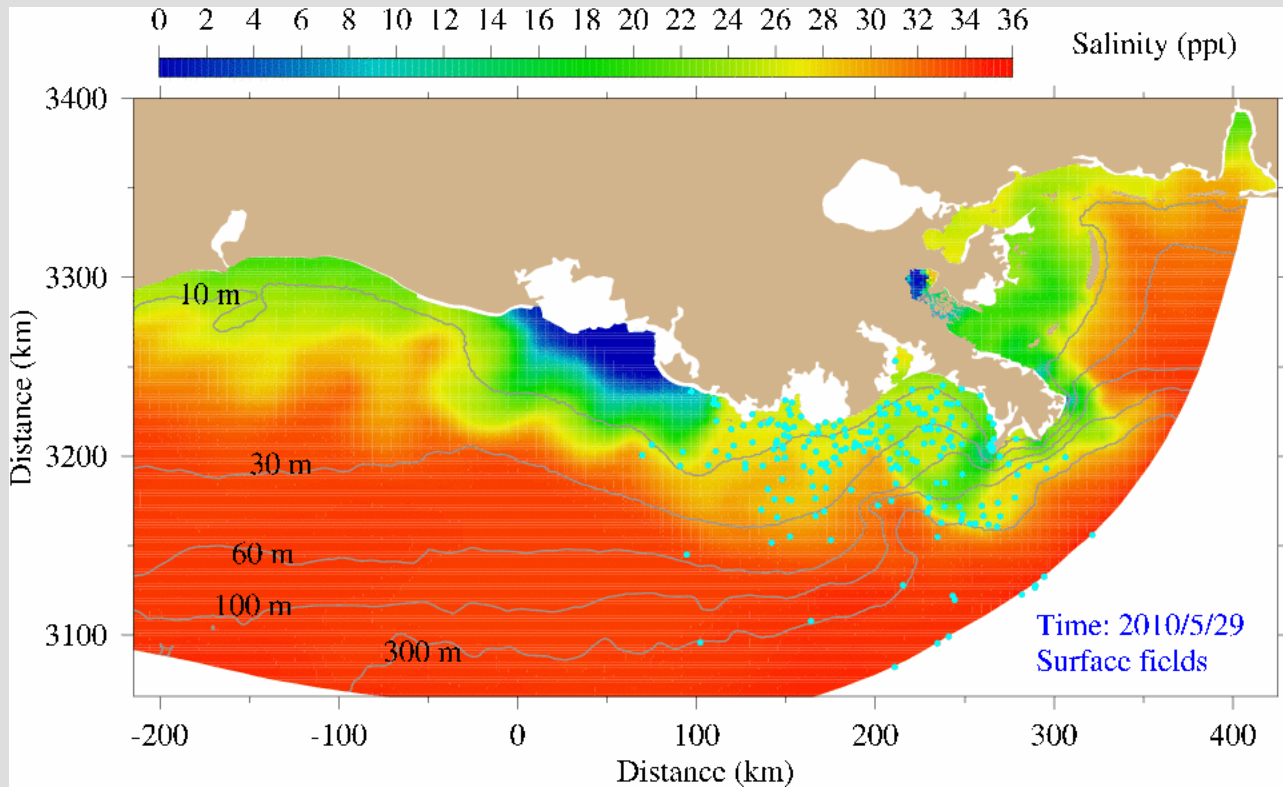 0 2 4 6 8 10 12 14 16 18 20 22 24 26 28 30 32 34 36
Salinity (ppt)
3400
3300
3200
3100
Distance (km)
10 m
30 m
60 m
100 m
300 m
Time: 2010/5/29
Surface fields
-200 -100 0 100 200 300 400
Distance (km)